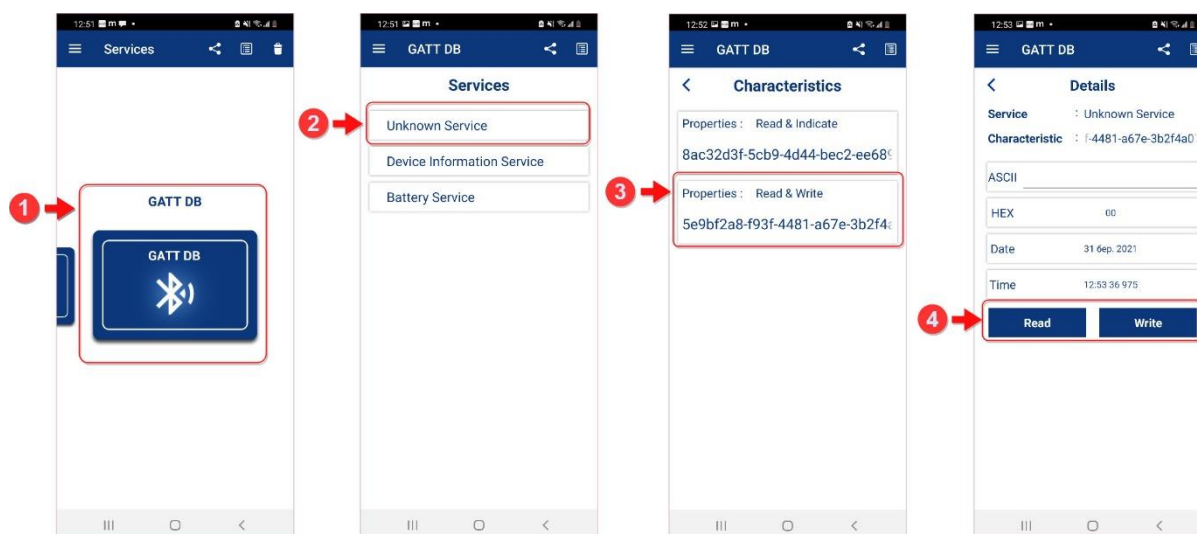 12:51
Services
1
GATT DB
GATT DB
12:51
GATT DB
Services
2
Unknown Service
Device Information Service
Battery Service
12:52
GATT DB
Characteristics
Properties : Read & Indicate
8ac32d3f-5cb9-4d44-bec2-ee689
3
Properties : Read & Write
5e9bf2a8-f93f-4481-a67e-3b2f4a
12:53
GATT DB
Details
Service : Unknown Service
Characteristic : f-4481-a67e-3b2f4a0
ASCII
HEX 00
Date 31 бер. 2021
Time 12:53 36 975
4
Read Write